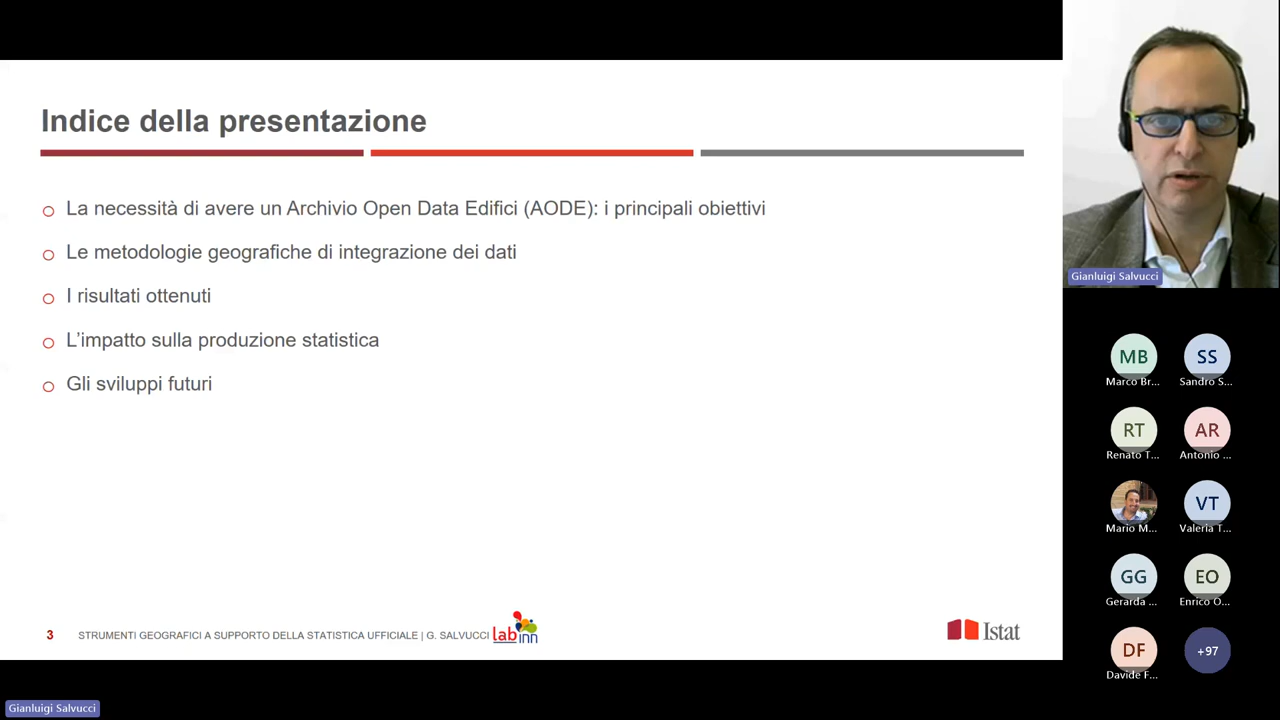 Indice della presentazione
La necessità di avere un Archivio Open Data Edifici (AODE): i principali obiettivi
Le metodologie geografiche di integrazione dei dati
I risultati ottenuti
L'impatto sulla produzione statistica
Gli sviluppi futuri
3 STRUMENTI GEOGRAFICI A SUPPORTO DELLA STATISTICA UFFICIALE | G. SALVUCCI
lab inn
Istat
Gianluigi Salvucci
MB SS
Marco Br... Sandro S...
RT AR
Renato T... Antonio ...
VT
Mario M... Valeria T...
GG EO
Gerarda ... Enrico O...
DF +97
Davide F...
Gianluigi Salvucci